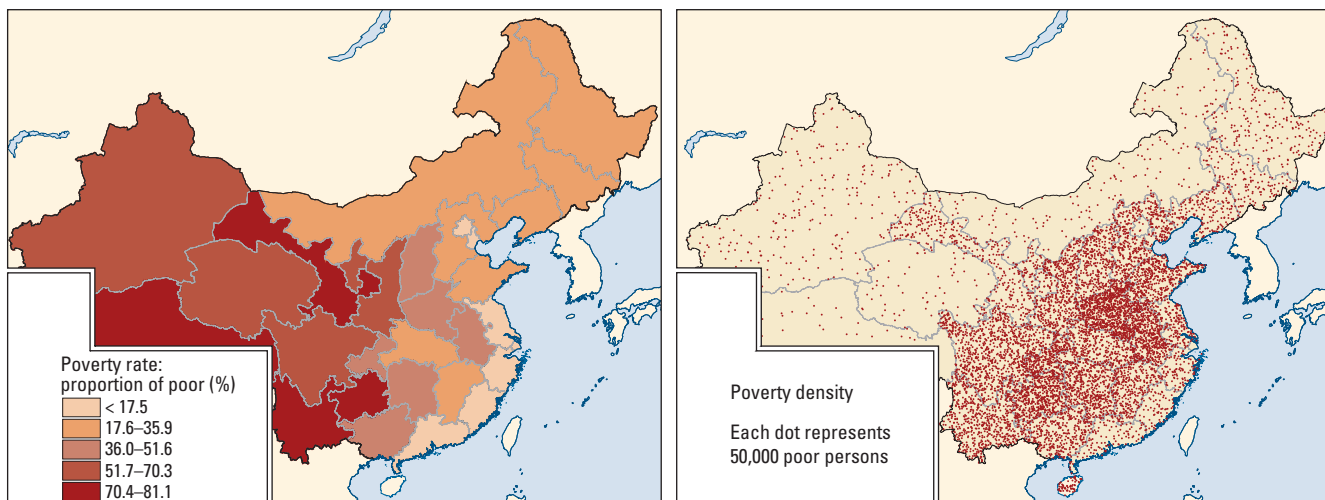 Poverty rate:
proportion of poor (%)
< 17.5
17.6–35.9
36.0–51.6
51.7–70.3
70.4–81.1
Poverty density
Each dot represents
50,000 poor persons